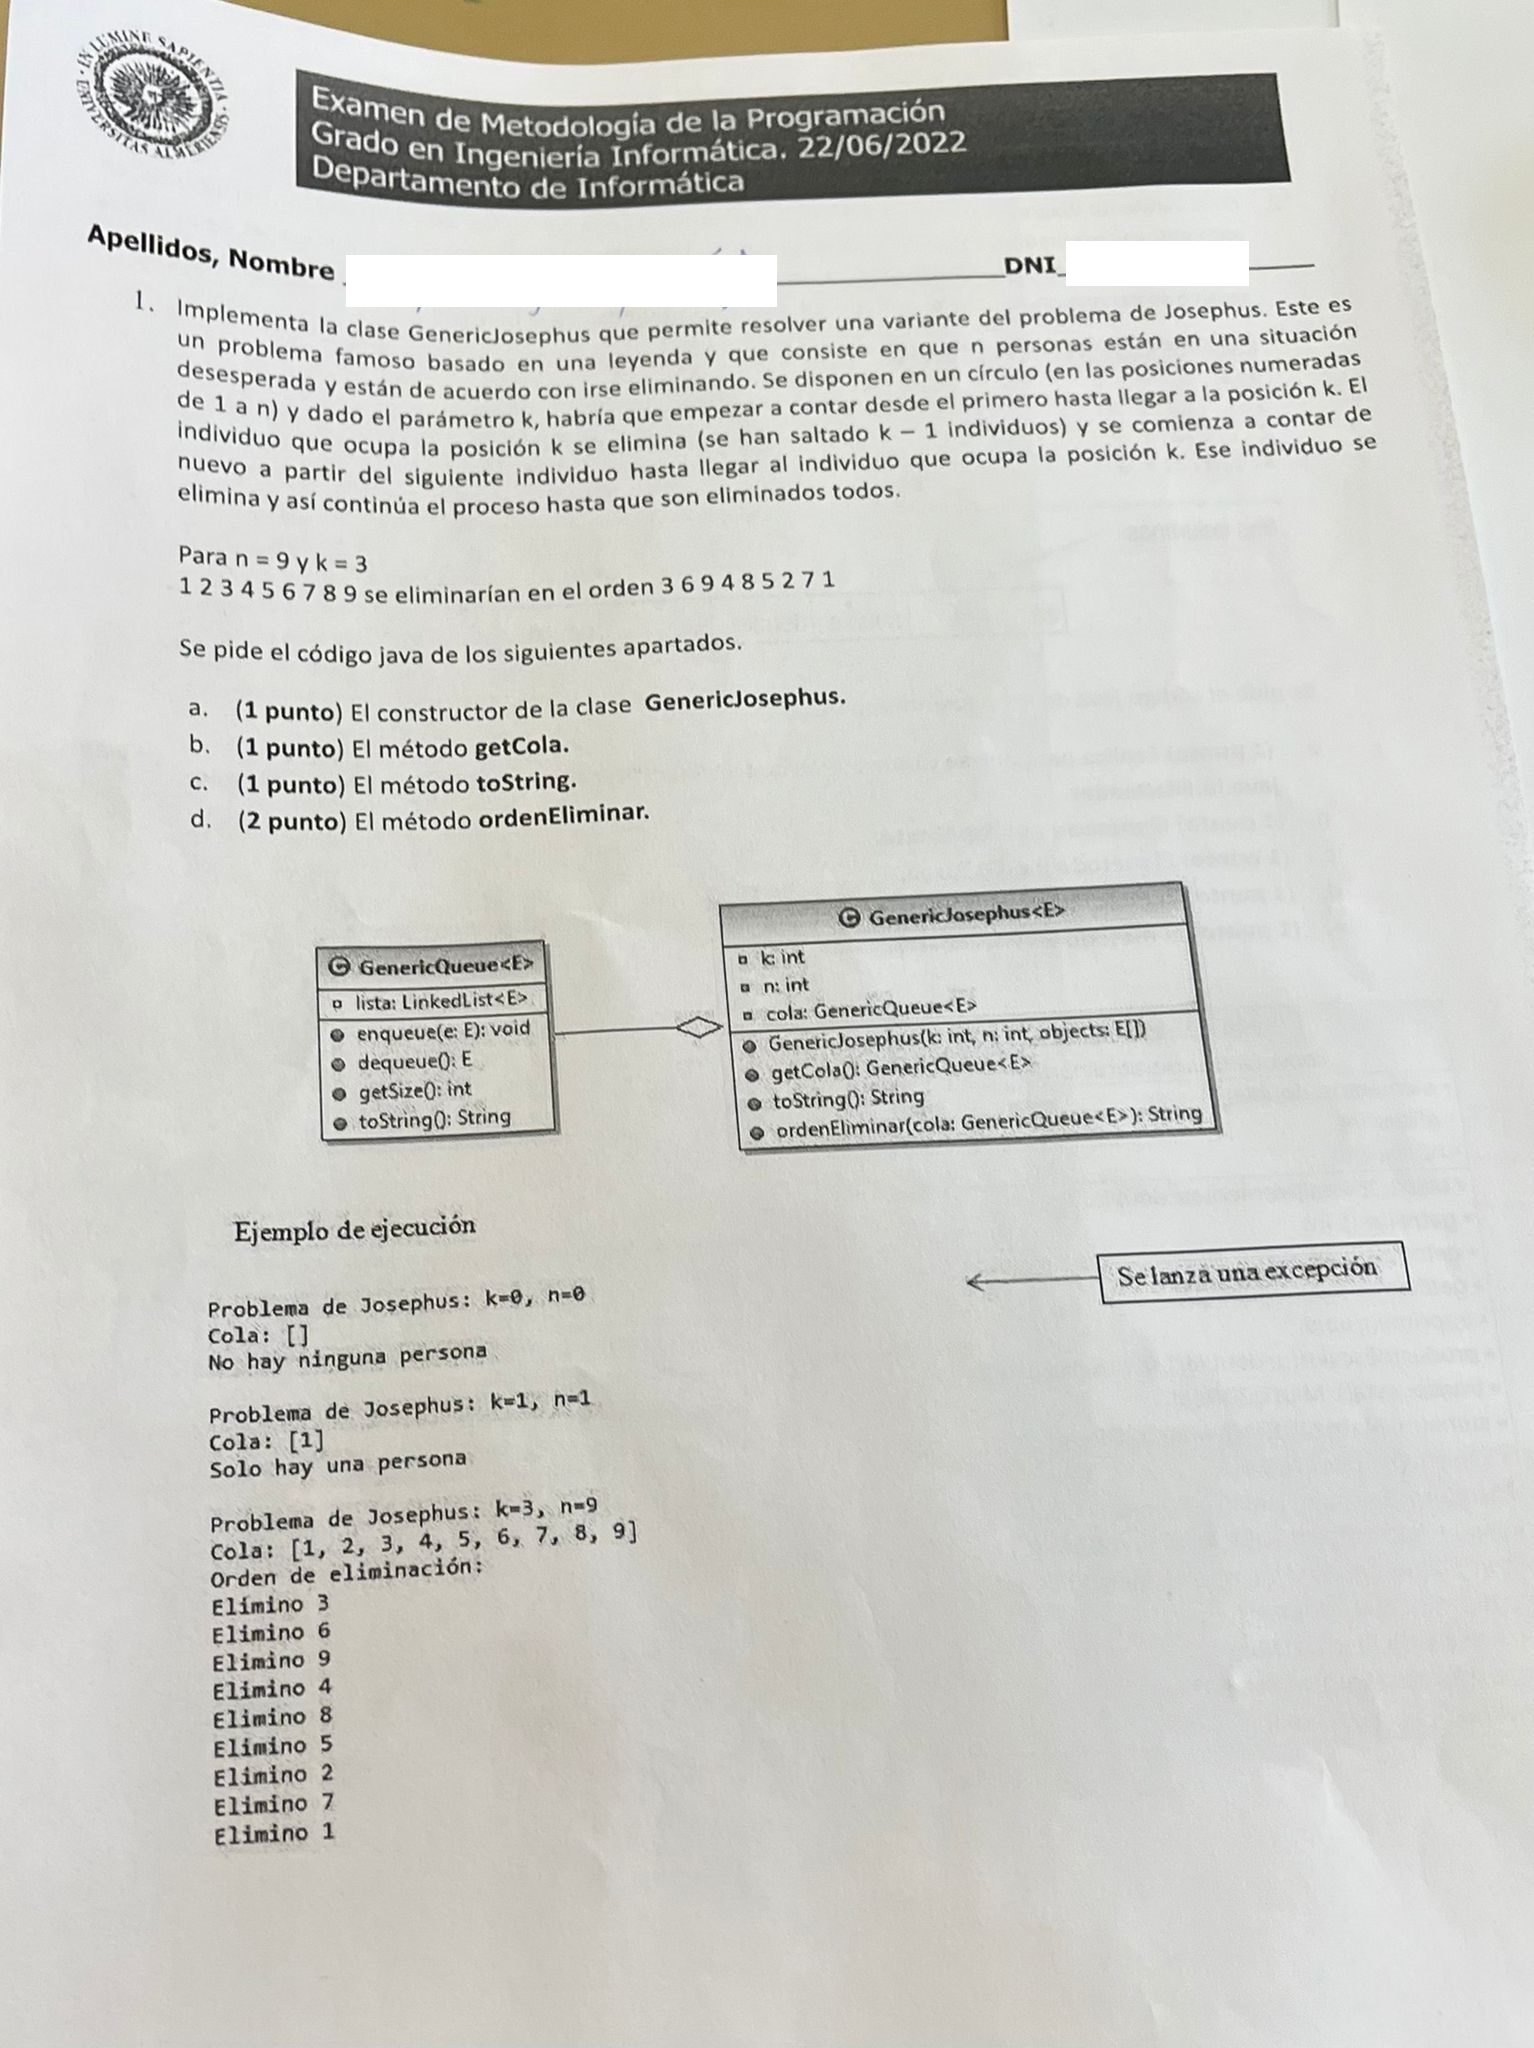 IN LUMINE SAPIENTIA · UNIVERSITAS ALMERIENSIS ·
Examen de Metodología de la Programación
Grado en Ingeniería Informática. 22/06/2022
Departamento de Informática
Apellidos, Nombre DNI
1. Implementa la clase GenericJosephus que permite resolver una variante del problema de Josephus. Este es
un problema famoso basado en una leyenda y que consiste en que n personas están en una situación
desesperada y están de acuerdo con irse eliminando. Se disponen en un círculo (en las posiciones numeradas
de 1 a n) y dado el parámetro k, habría que empezar a contar desde el primero hasta llegar a la posición k. El
individuo que ocupa la posición k se elimina (se han saltado k – 1 individuos) y se comienza a contar de
nuevo a partir del siguiente individuo hasta llegar al individuo que ocupa la posición k. Ese individuo se
elimina y así continúa el proceso hasta que son eliminados todos.
Para n = 9 y k = 3
1 2 3 4 5 6 7 8 9 se eliminarían en el orden 3 6 9 4 8 5 2 7 1
Se pide el código java de los siguientes apartados.
a. (1 punto) El constructor de la clase GenericJosephus.
b. (1 punto) El método getCola.
c. (1 punto) El método toString.
d. (2 punto) El método ordenEliminar.
GenericQueue<E>
lista: LinkedList<E>
enqueue(e: E): void
dequeue(): E
getSize(): int
toString(): String
GenericJosephus<E>
k: int
n: int
cola: GenericQueue<E>
GenericJosephus(k: int, n: int, objects: E[])
getCola(): GenericQueue<E>
toString(): String
ordenEliminar(cola: GenericQueue<E>): String
Ejemplo de ejecución
Se lanza una excepción
Problema de Josephus: k=0, n=0
Cola: []
No hay ninguna persona
Problema de Josephus: k=1, n=1
Cola: [1]
Solo hay una persona
Problema de Josephus: k=3, n=9
Cola: [1, 2, 3, 4, 5, 6, 7, 8, 9]
Orden de eliminación:
Elimino 3
Elimino 6
Elimino 9
Elimino 4
Elimino 8
Elimino 5
Elimino 2
Elimino 7
Elimino 1